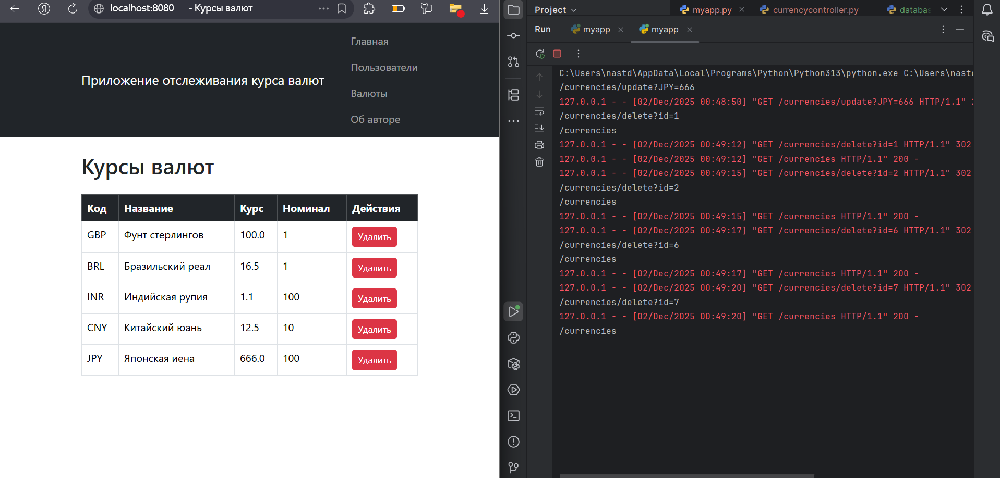 localhost:8080 - Курсы валют
Главная
Пользователи
Приложение отслеживания курса валют
Валюты
Об авторе
Курсы валют
Код Название Курс Номинал Действия
GBP Фунт стерлингов 100.0 1 Удалить
BRL Бразильский реал 16.5 1 Удалить
INR Индийская рупия 1.1 100 Удалить
CNY Китайский юань 12.5 10 Удалить
JPY Японская иена 666.0 100 Удалить
Project myapp.py currencycontroller.py databa
Run myapp myapp
C:\Users\nastd\AppData\Local\Programs\Python\Python313\python.exe C:\Users\nastd
/currencies/update?JPY=666
127.0.0.1 - - [02/Dec/2025 00:48:50] "GET /currencies/update?JPY=666 HTTP/1.1" 2
/currencies/delete?id=1
/currencies
127.0.0.1 - - [02/Dec/2025 00:49:12] "GET /currencies/delete?id=1 HTTP/1.1" 302
127.0.0.1 - - [02/Dec/2025 00:49:12] "GET /currencies HTTP/1.1" 200 -
127.0.0.1 - - [02/Dec/2025 00:49:15] "GET /currencies/delete?id=2 HTTP/1.1" 302
/currencies/delete?id=2
/currencies
127.0.0.1 - - [02/Dec/2025 00:49:15] "GET /currencies HTTP/1.1" 200 -
127.0.0.1 - - [02/Dec/2025 00:49:17] "GET /currencies/delete?id=6 HTTP/1.1" 302
/currencies/delete?id=6
/currencies
127.0.0.1 - - [02/Dec/2025 00:49:17] "GET /currencies HTTP/1.1" 200 -
127.0.0.1 - - [02/Dec/2025 00:49:20] "GET /currencies/delete?id=7 HTTP/1.1" 302
/currencies/delete?id=7
127.0.0.1 - - [02/Dec/2025 00:49:20] "GET /currencies HTTP/1.1" 200 -
/currencies